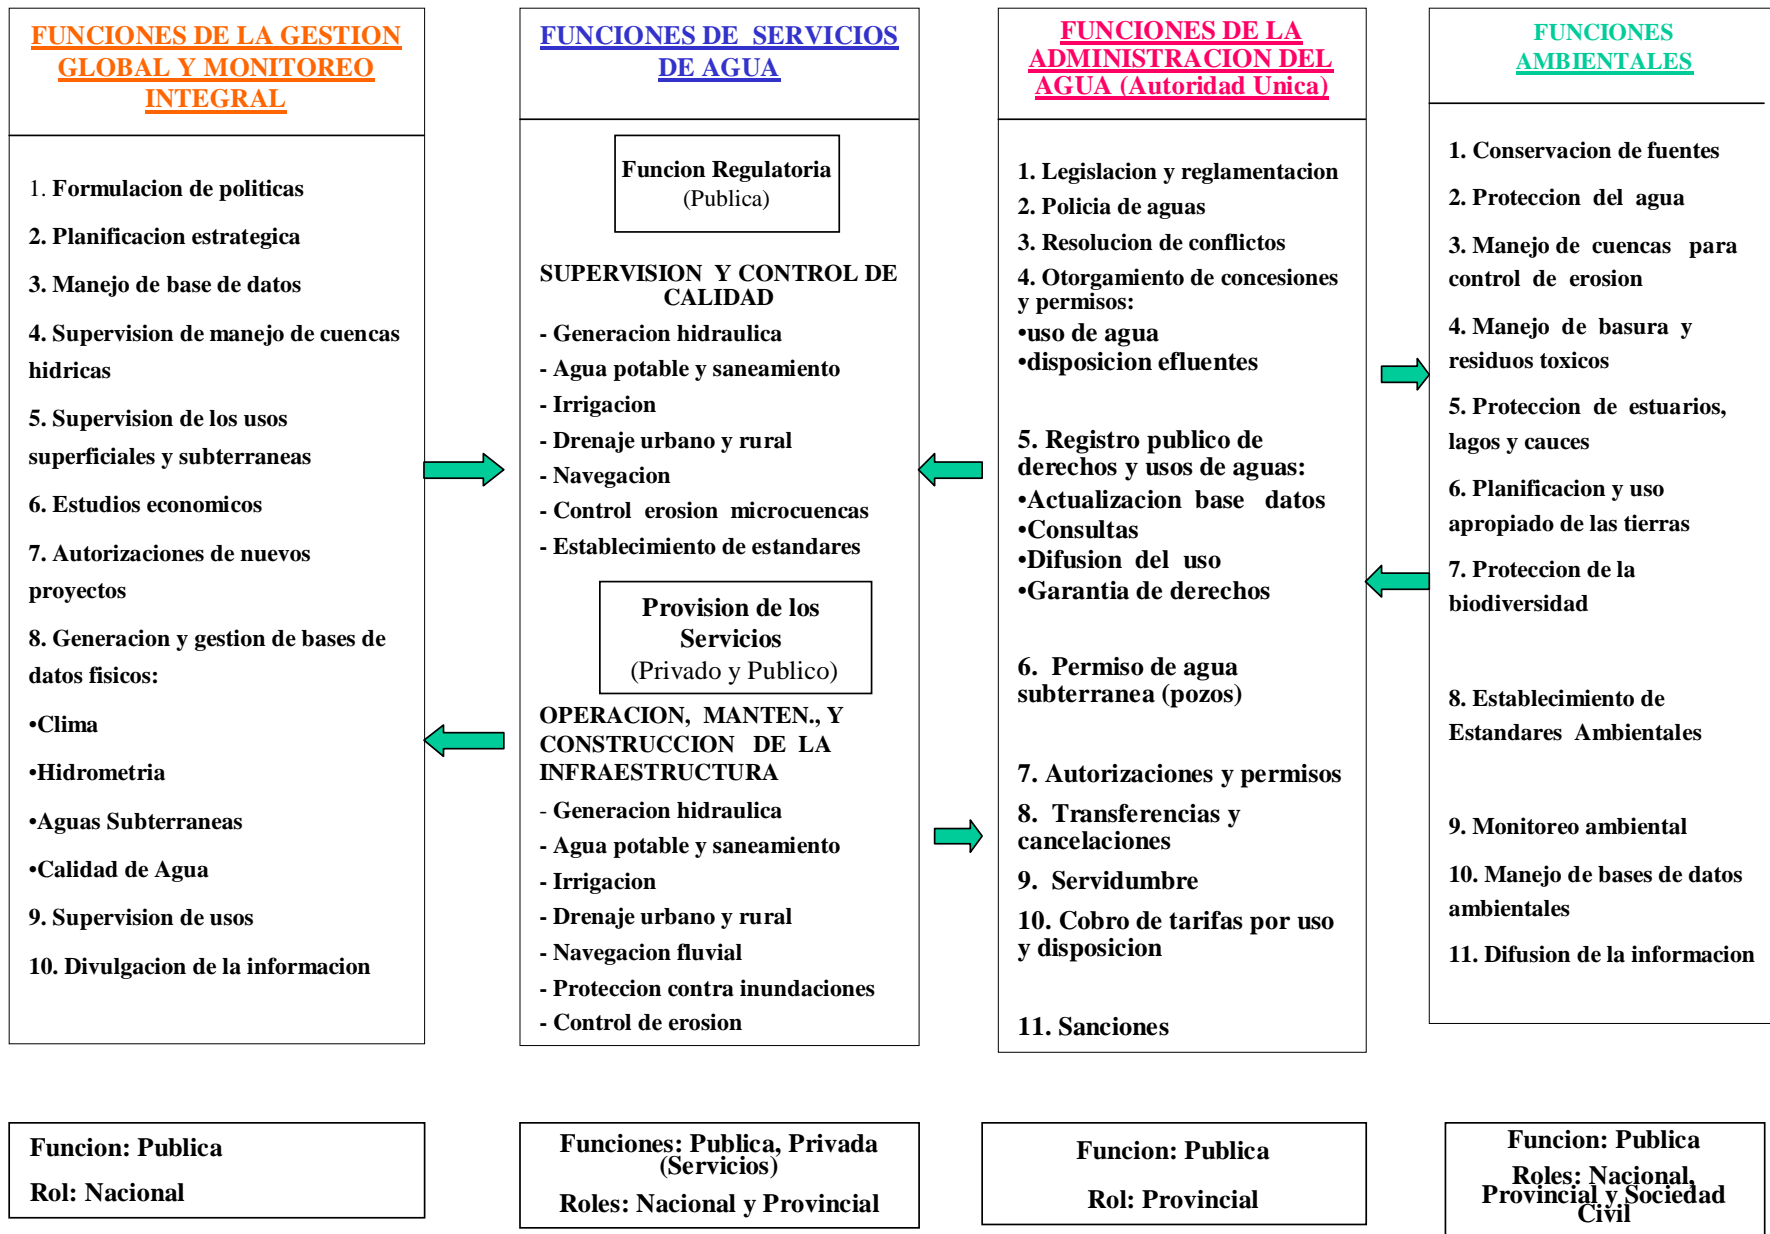 FUNCIONES DE LA GESTION
GLOBAL Y MONITOREO
INTEGRAL
1. Formulacion de politicas
2. Planificacion estrategica
3. Manejo de base de datos
4. Supervision de manejo de cuencas
hidricas
5. Supervision de los usos
superficiales y subterraneas
6. Estudios economicos
7. Autorizaciones de nuevos
proyectos
8. Generacion y gestion de bases de
datos fisicos:
•Clima
•Hidrometria
•Aguas Subterraneas
•Calidad de Agua
9. Supervision de usos
10. Divulgacion de la informacion
Funcion: Publica
Rol: Nacional
FUNCIONES DE SERVICIOS
DE AGUA
Funcion Regulatoria
(Publica)
SUPERVISION Y CONTROL DE
CALIDAD
- Generacion hidraulica
- Agua potable y saneamiento
- Irrigacion
- Drenaje urbano y rural
- Navegacion
- Control erosion microcuencas
- Establecimiento de estandares
Provision de los
Servicios
(Privado y Publico)
OPERACION, MANTEN., Y
CONSTRUCCION DE LA
INFRAESTRUCTURA
- Generacion hidraulica
- Agua potable y saneamiento
- Irrigacion
- Drenaje urbano y rural
- Navegacion fluvial
- Proteccion contra inundaciones
- Control de erosion
Funciones: Publica, Privada
(Servicios)
Roles: Nacional y Provincial
FUNCIONES DE LA
ADMINISTRACION DEL
AGUA (Autoridad Unica)
1. Legislacion y reglamentacion
2. Policia de aguas
3. Resolucion de conflictos
4. Otorgamiento de concesiones
y permisos:
•uso de agua
•disposicion efluentes
5. Registro publico de
derechos y usos de aguas:
•Actualizacion base datos
•Consultas
•Difusion del uso
•Garantia de derechos
6. Permiso de agua
subterranea (pozos)
7. Autorizaciones y permisos
8. Transferencias y
cancelaciones
9. Servidumbre
10. Cobro de tarifas por uso
y disposicion
11. Sanciones
Funcion: Publica
Rol: Provincial
FUNCIONES
AMBIENTALES
1. Conservacion de fuentes
2. Proteccion del agua
3. Manejo de cuencas para
control de erosion
4. Manejo de basura y
residuos toxicos
5. Proteccion de estuarios,
lagos y cauces
6. Planificacion y uso
apropiado de las tierras
7. Proteccion de la
biodiversidad
8. Establecimiento de
Estandares Ambientales
9. Monitoreo ambiental
10. Manejo de bases de datos
ambientales
11. Difusion de la informacion
Funcion: Publica
Roles: Nacional,
Provincial y Sociedad
Civil